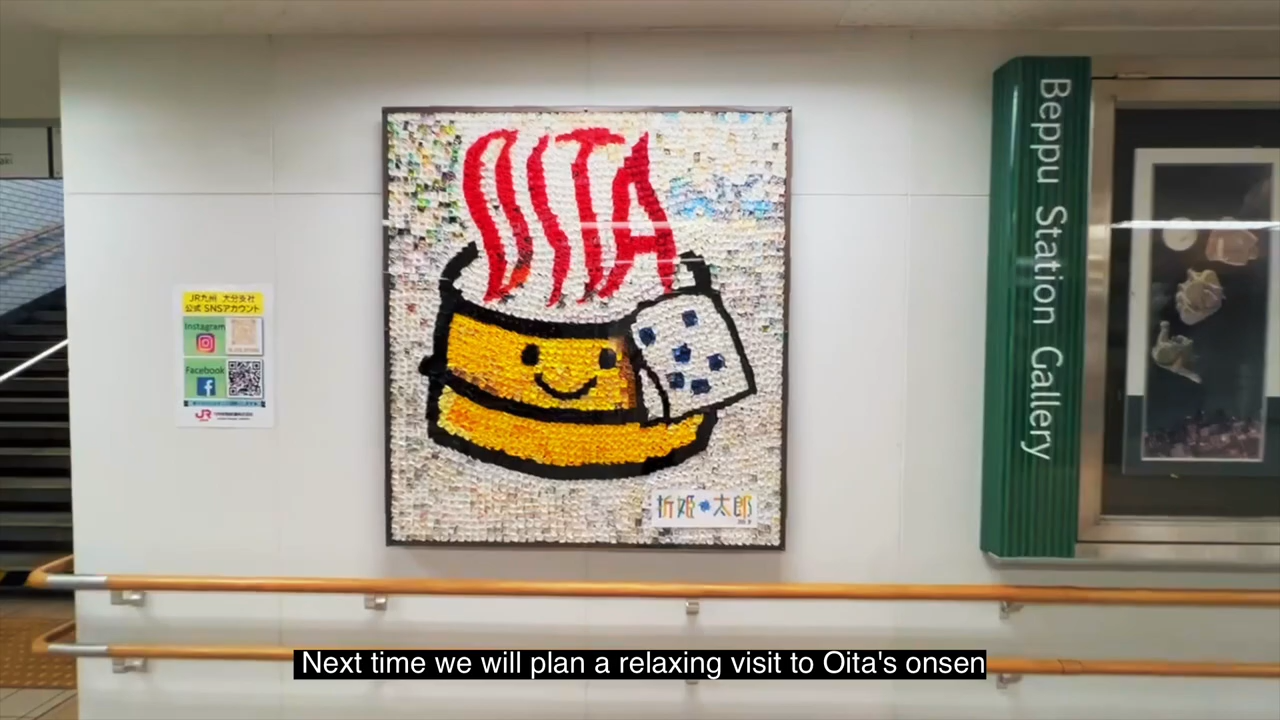 OITA
Beppu Station Gallery
JR九州 大分支社
公式 SNSアカウント
Instagram
Facebook
JR
折姫太郎
Next time we will plan a relaxing visit to Oita's onsen